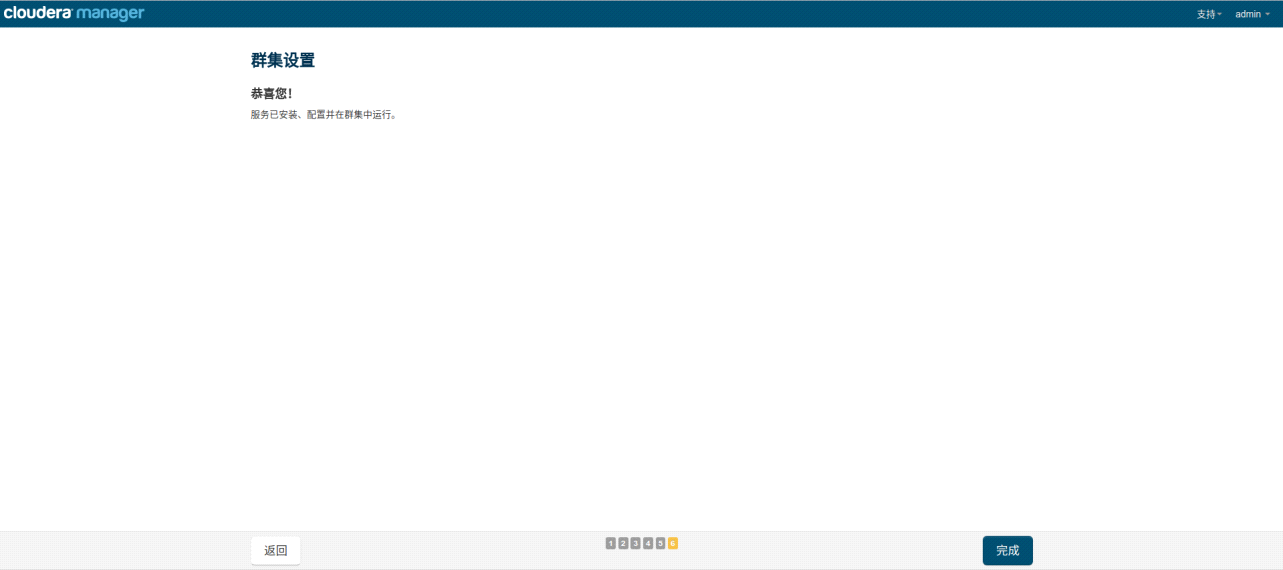 cloudera manager
支持 admin
群集设置
恭喜您！
服务已安装、配置并在群集中运行。
返回 1 2 3 4 5 6 完成